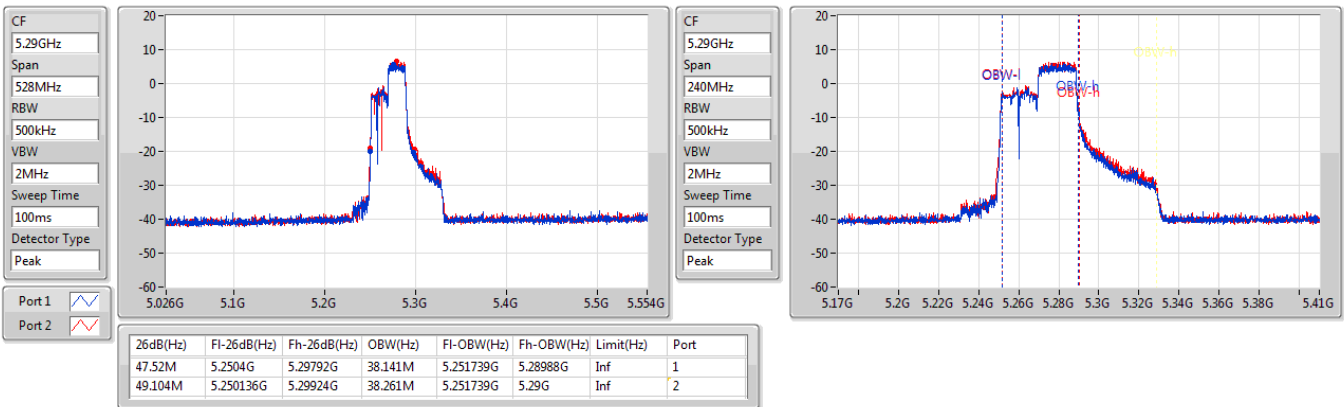 CF
5.29GHz
Span
528MHz
RBW
500kHz
VBW
2MHz
Sweep Time
100ms
Detector Type
Peak
Port 1
Port 2
20
10
0
-10
-20
-30
-40
-50
-60
5.026G 5.1G 5.2G 5.3G 5.4G 5.5G 5.554G
CF
5.29GHz
Span
240MHz
RBW
500kHz
VBW
2MHz
Sweep Time
100ms
Detector Type
Peak
20
10
0
-10
-20
-30
-40
-50
-60
OBW-l
OBW-h
OBW-h
OBW-h
5.17G 5.2G 5.22G 5.24G 5.26G 5.28G 5.3G 5.32G 5.34G 5.36G 5.38G 5.41G
26dB(Hz) Fl-26dB(Hz) Fh-26dB(Hz) OBW(Hz) Fl-OBW(Hz) Fh-OBW(Hz) Limit(Hz) Port
47.52M 5.2504G 5.29792G 38.141M 5.251739G 5.28988G Inf 1
49.104M 5.250136G 5.29924G 38.261M 5.251739G 5.29G Inf 2